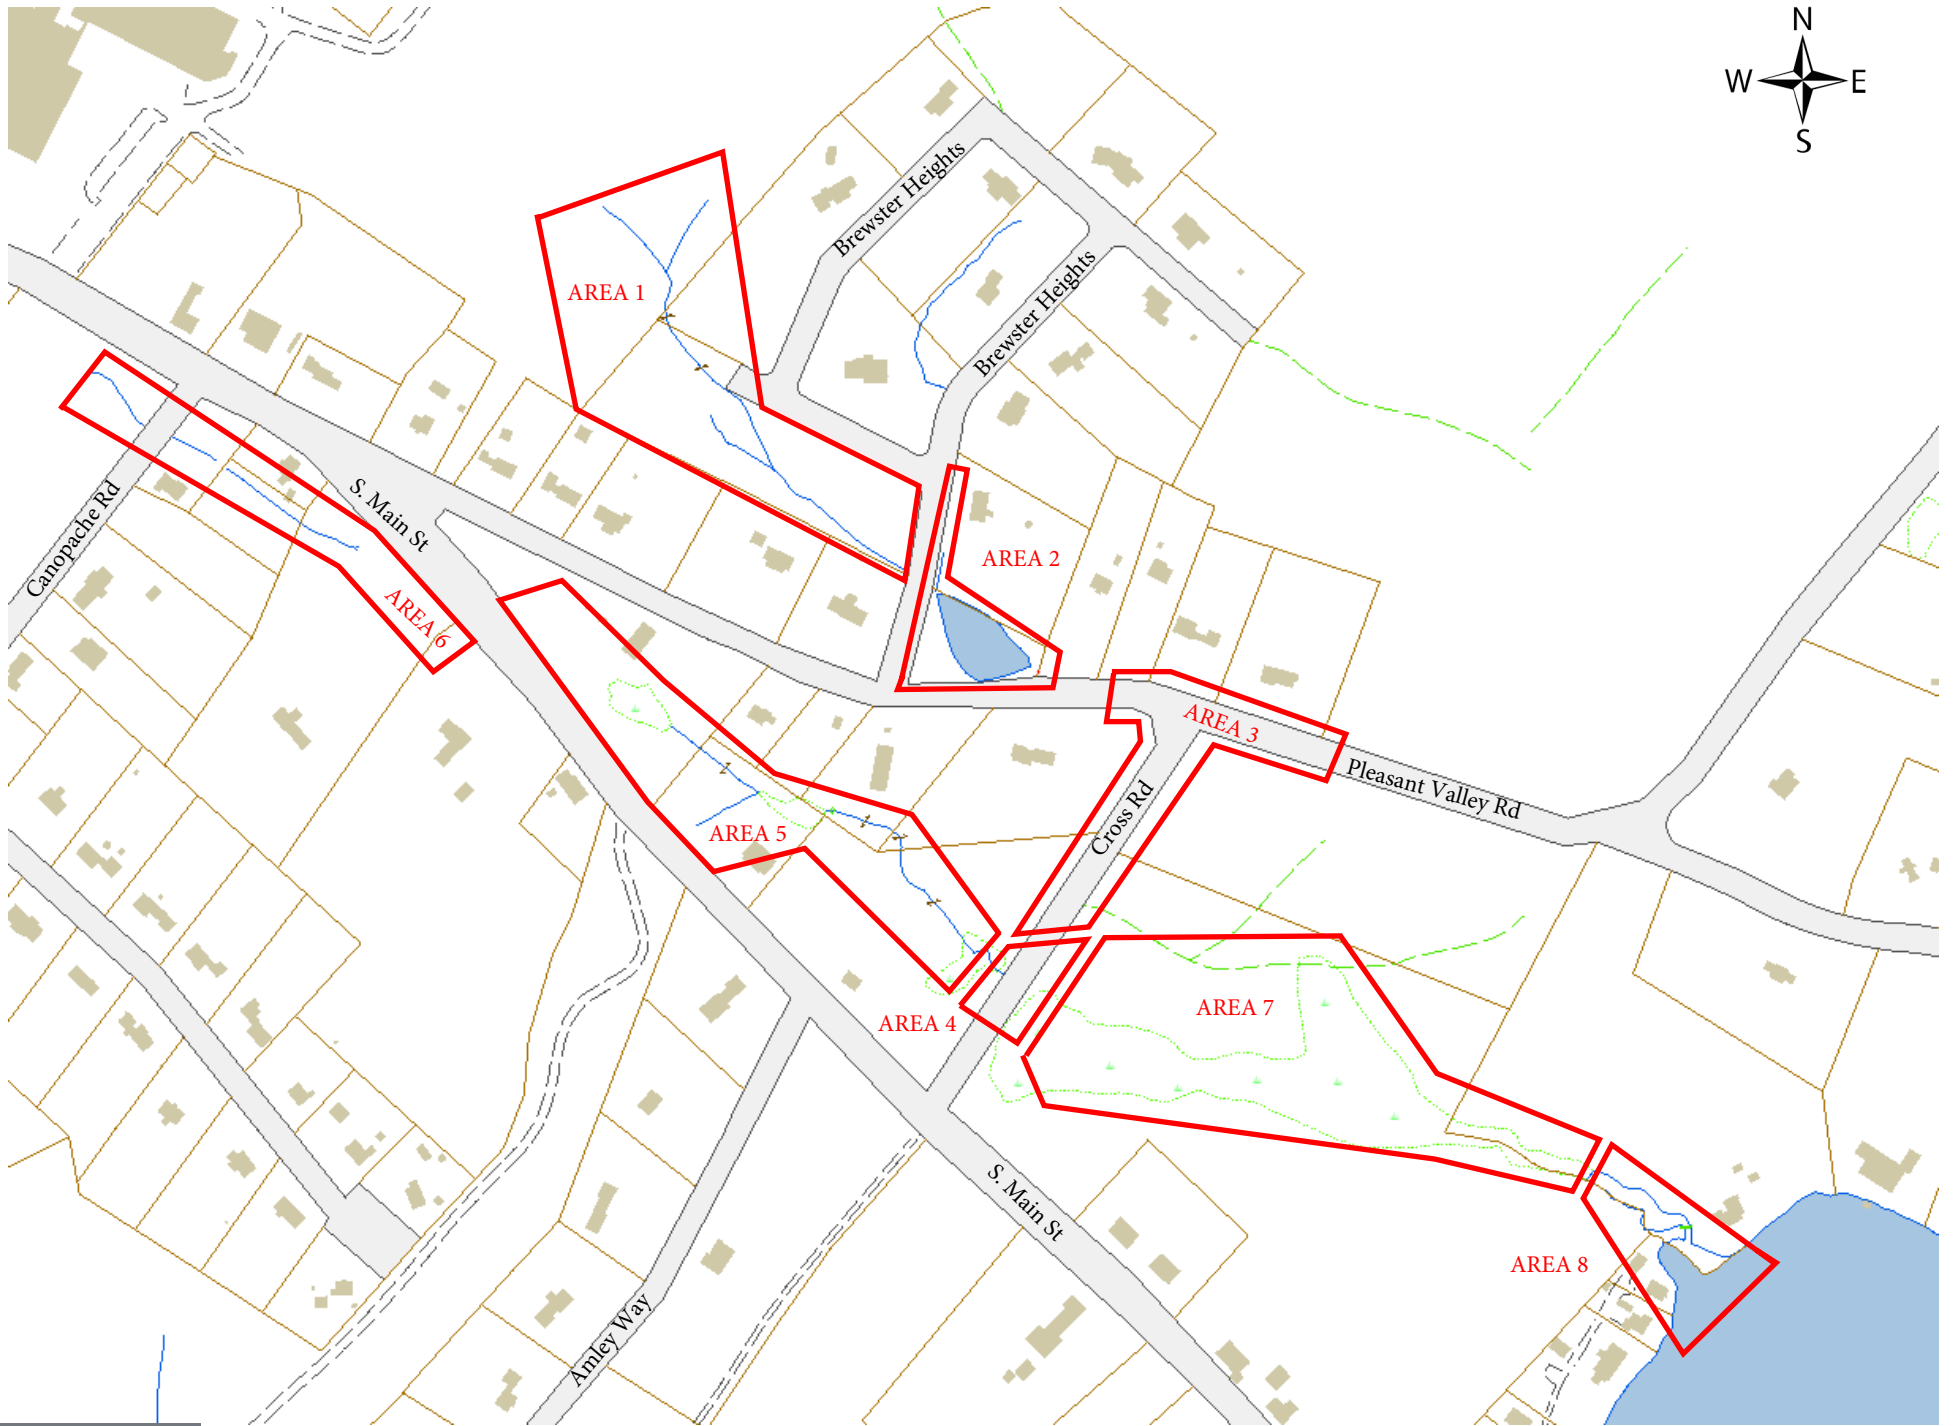 N
W E
S
Brewster Heights
AREA 1
Brewster Heights
S. Main St
Canopache Rd
AREA 2
AREA 6
AREA 3
Pleasant Valley Rd
Cross Rd
AREA 5
AREA 7
AREA 4
S. Main St
AREA 8
Amley Way